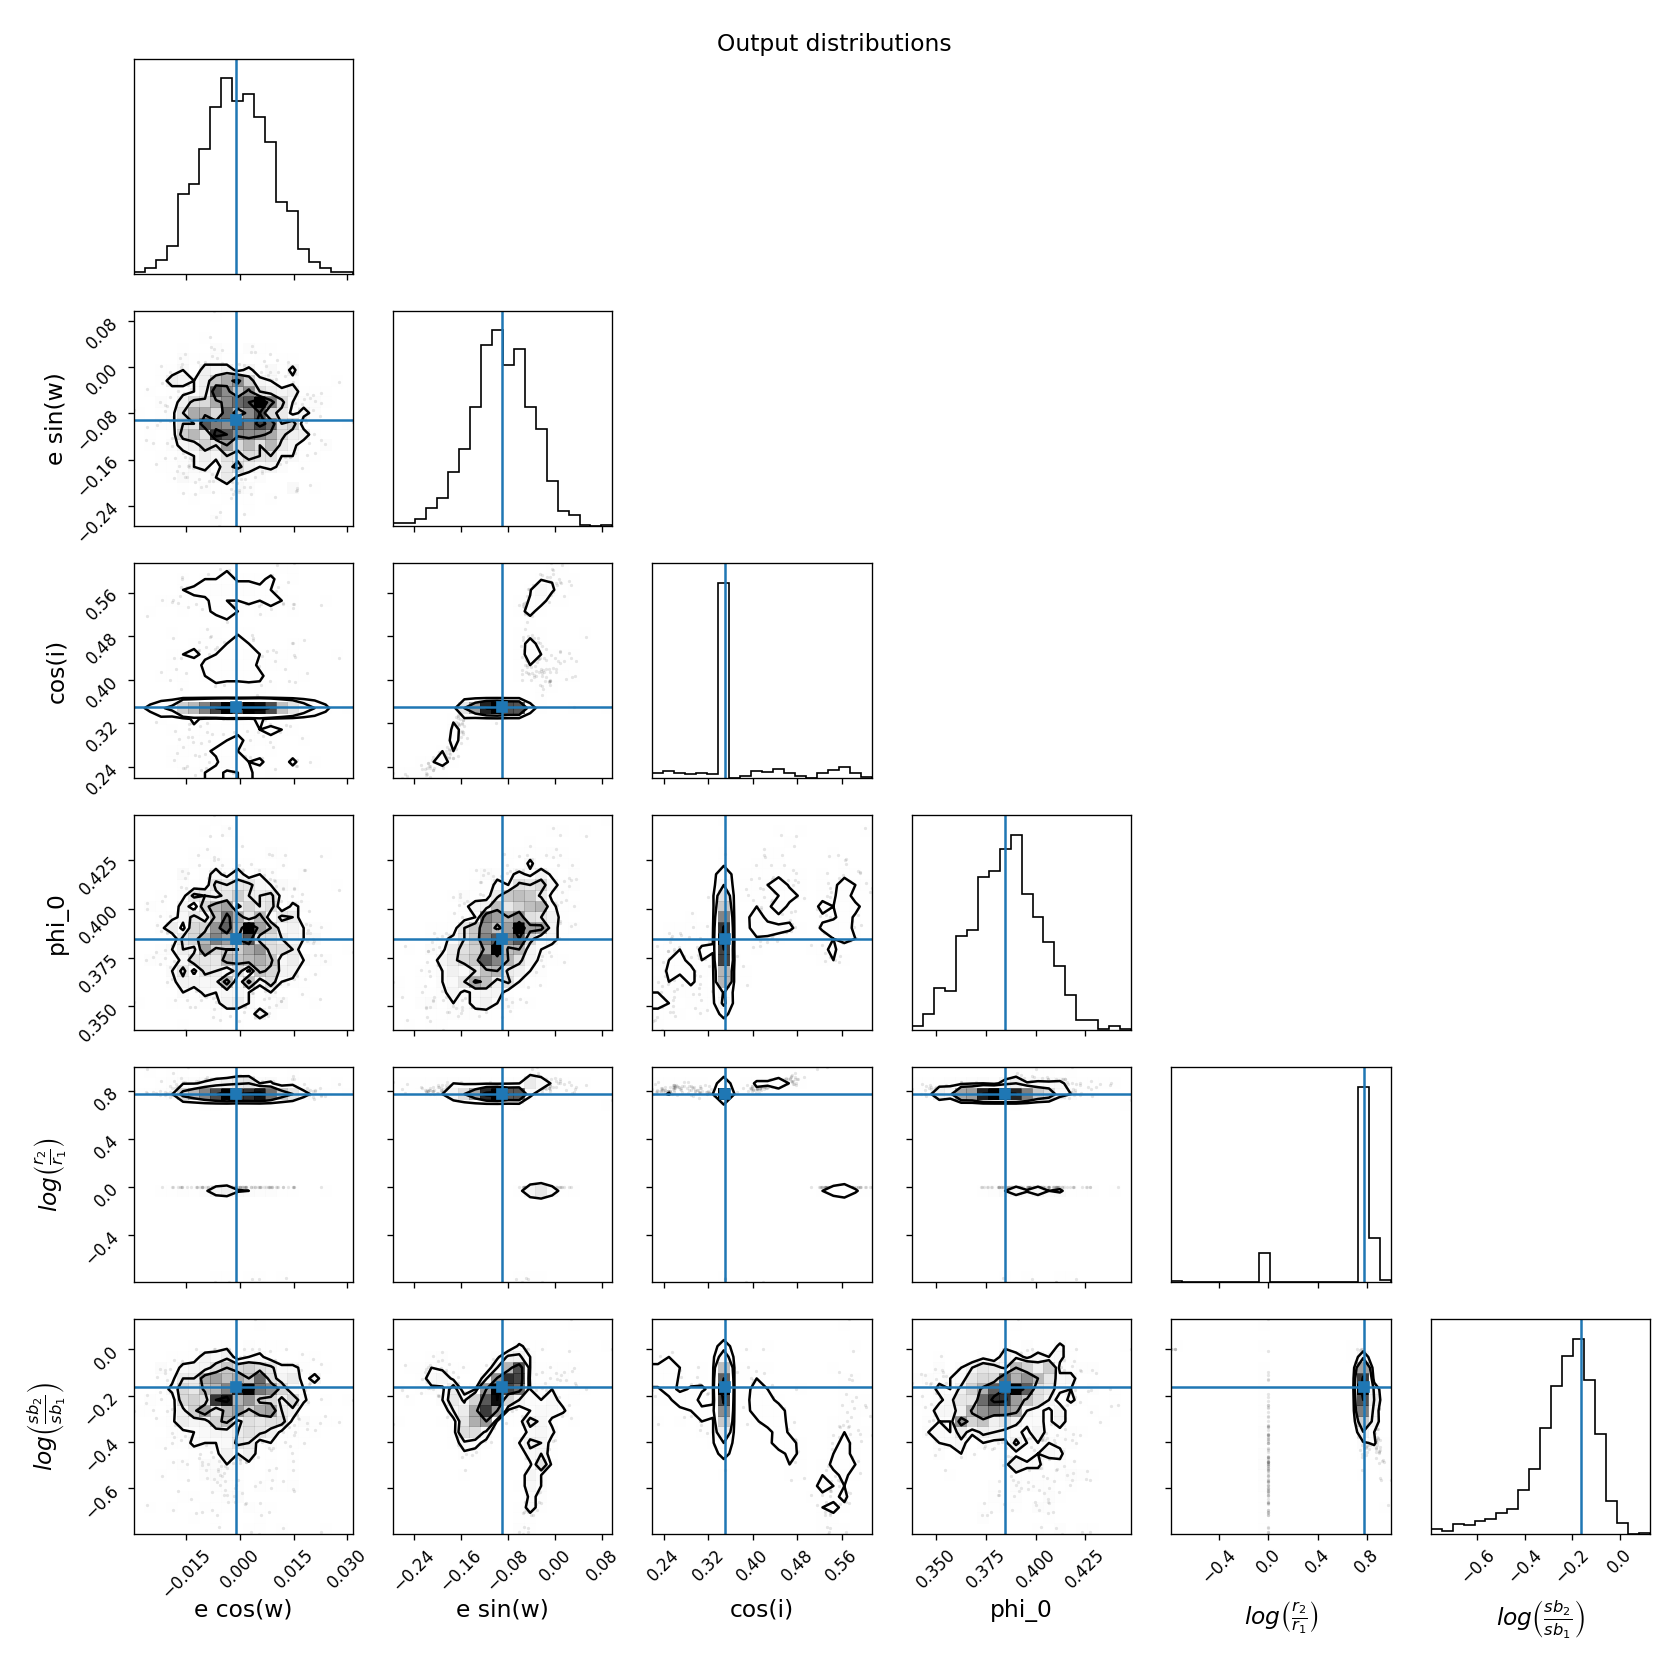 Output distributions
0.08
0.00
−0.08
−0.16
−0.24
e sin(w)
0.56
0.48
0.40
0.32
0.24
cos(i)
0.425
0.400
0.375
0.350
phi_0
0.8
0.4
0.0
−0.4
log(r₂/r₁)
0.0
−0.2
−0.4
−0.6
log(sb₂/sb₁)
−0.015 0.000 0.015 0.030
−0.24 −0.16 −0.08 0.00 0.08
0.24 0.32 0.40 0.48 0.56
0.350 0.375 0.400 0.425
−0.4 0.0 0.4 0.8
−0.6 −0.4 −0.2 0.0
e cos(w)
e sin(w)
cos(i)
phi_0
log(r₂/r₁)
log(sb₂/sb₁)